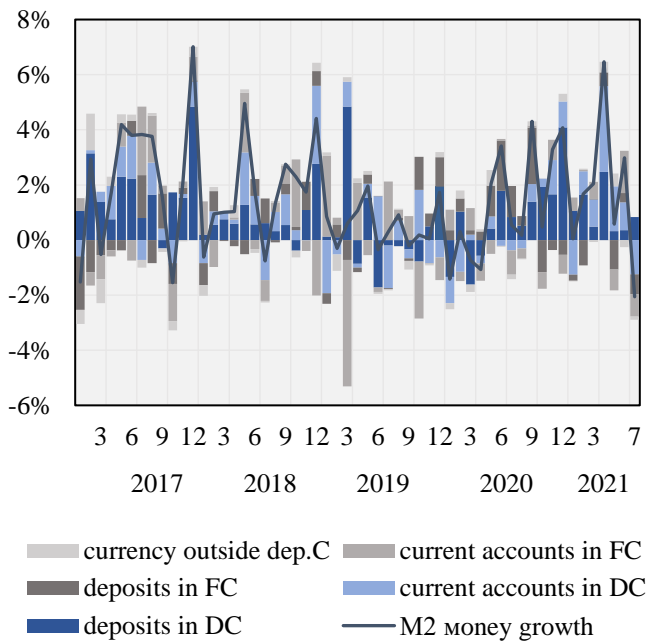 8%
6%
4%
2%
0%
-2%
-4%
-6%
3 6 9 12 3 6 9 12 3 6 9 12 3 6 9 12 3 7
2017 2018 2019 2020 2021
currency outside dep.C current accounts in FC
deposits in FC current accounts in DC
deposits in DC M2 мoney growth